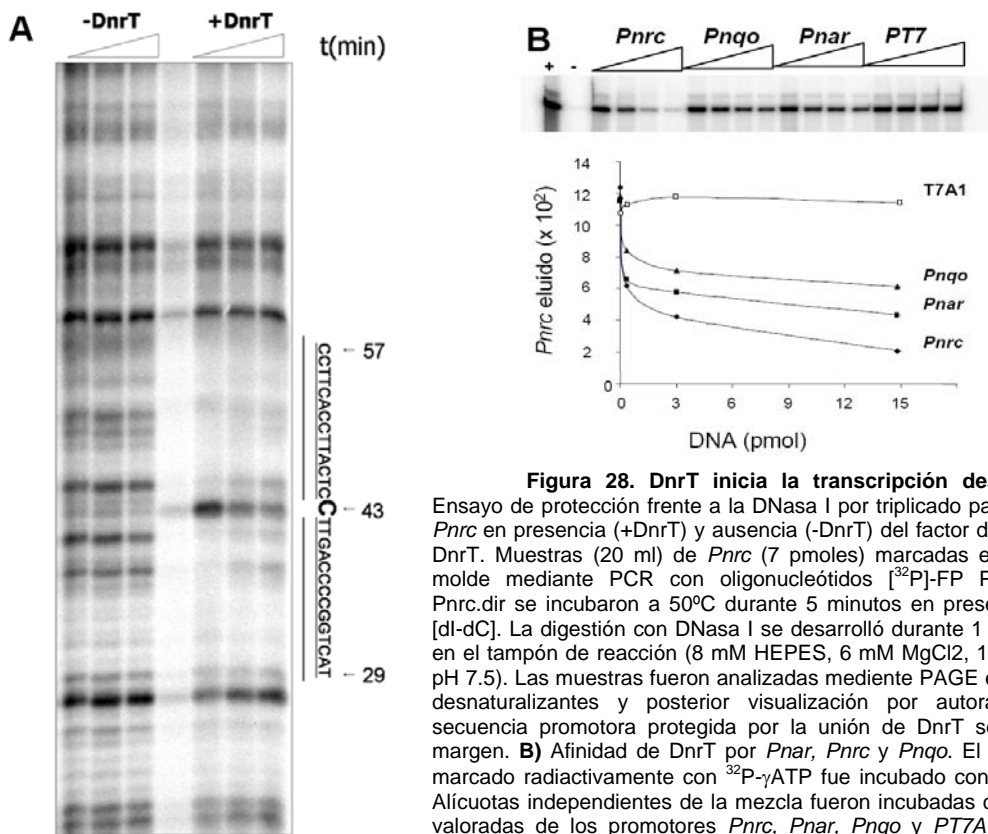 A
-DnrT +DnrT
t(min)
CCTTCACCTTACTCCTTGACCCCGGTCAT
← 57
← 43
← 29
B
Pnrc Pnqo Pnar PT7
+ -
Pnrc eluido (x 10²)
14
12
10
8
6
4
2
0
T7A1
Pnqo
Pnar
Pnrc
0 3 6 9 12 15
DNA (pmol)
Figura 28. DnrT inicia la transcripción des
Ensayo de protección frente a la DNasa I por triplicado pa
Pnrc en presencia (+DnrT) y ausencia (-DnrT) del factor d
DnrT. Muestras (20 ml) de Pnrc (7 pmoles) marcadas e
molde mediante PCR con oligonucleótidos [³²P]-FP P
Pnrc.dir se incubaron a 50ºC durante 5 minutos en prese
[dI-dC]. La digestión con DNasa I se desarrolló durante 1
en el tampón de reacción (8 mM HEPES, 6 mM MgCl2, 1
pH 7.5). Las muestras fueron analizadas mediante PAGE e
desnaturalizantes y posterior visualización por autora
secuencia promotora protegida por la unión de DnrT se
margen. B) Afinidad de DnrT por Pnar, Pnrc y Pnqo. El
marcado radiactivamente con ³²P-γATP fue incubado con
Alícuotas independientes de la mezcla fueron incubadas c
valoradas de los promotores Pnrc, Pnar, Pnqo y PT7A